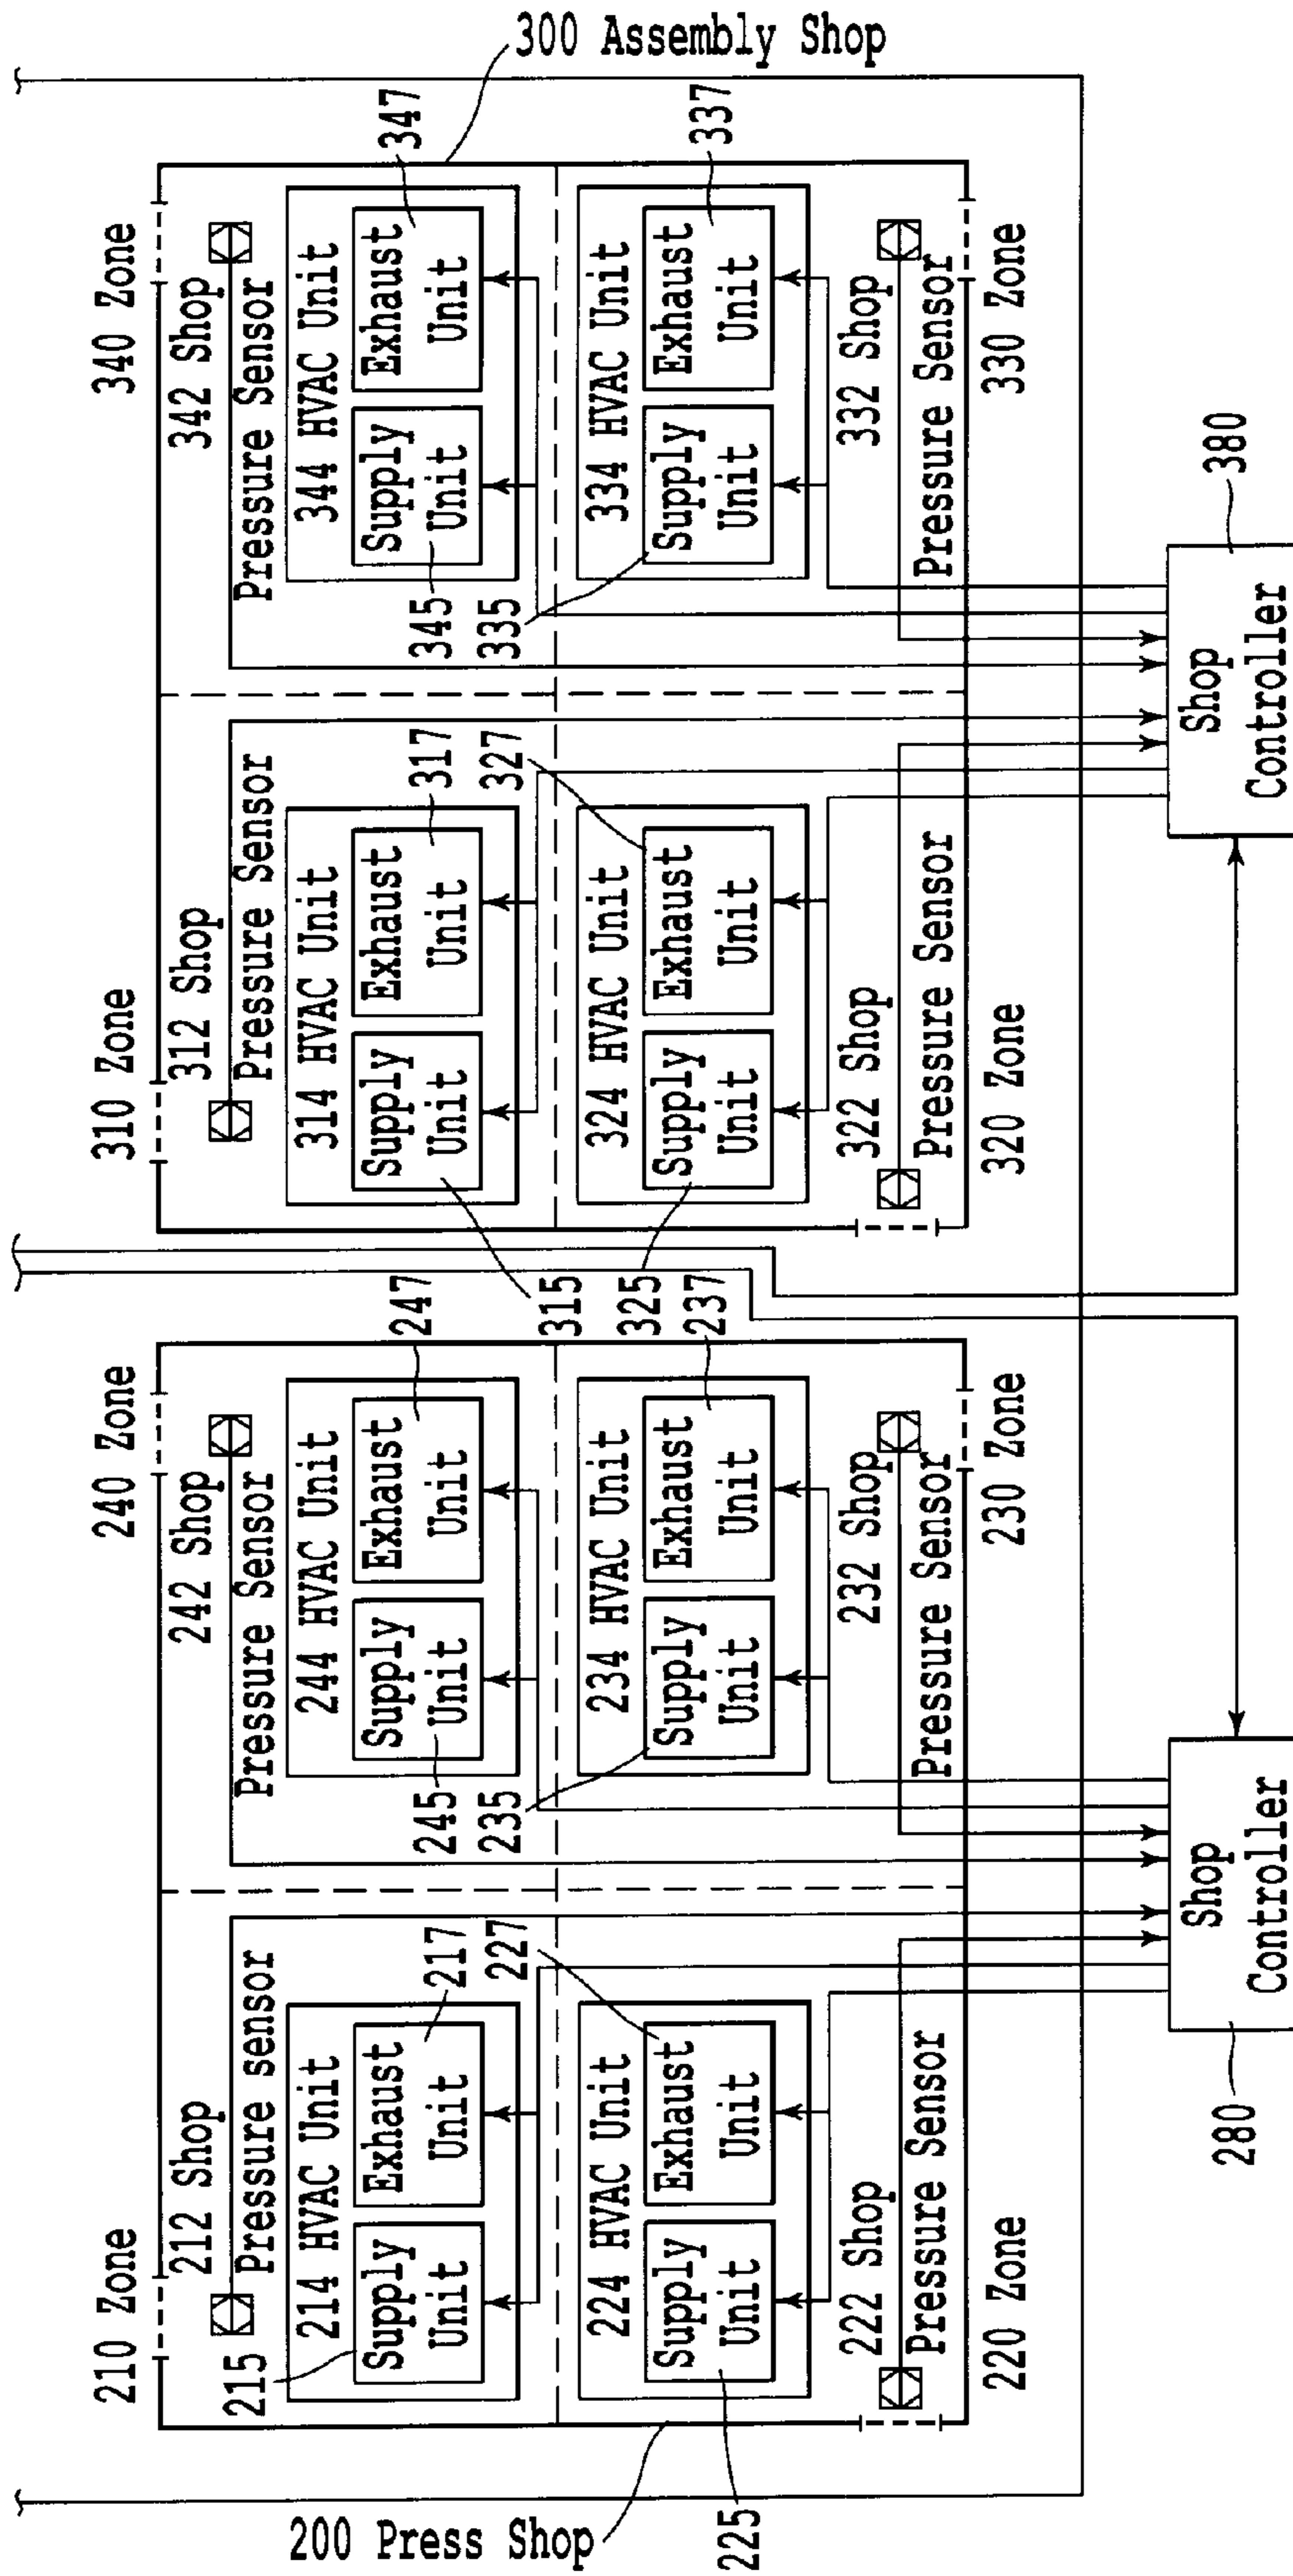 210 Zone
212 Shop
Pressure sensor
215
214 HVAC Unit
Supply
Unit
Exhaust
Unit
217
240 Zone
242 Shop
Pressure Sensor
244 HVAC Unit
Supply
Unit
Exhaust
Unit
245
247
227
224 HVAC Unit
Supply
Unit
Exhaust
Unit
222 Shop
Pressure Sensor
220 Zone
225
235
237
234 HVAC Unit
Supply
Unit
Exhaust
Unit
232 Shop
Pressure Sensor
230 Zone
200 Press Shop
280
Shop
Controller
310 Zone
312 Shop
Pressure Sensor
314 HVAC Unit
Supply
Unit
Exhaust
Unit
315
317
340 Zone
342 Shop
Pressure Sensor
344 HVAC Unit
Supply
Unit
Exhaust
Unit
345
347
300 Assembly Shop
325
327
324 HVAC Unit
Supply
Unit
Exhaust
Unit
322 Shop
Pressure Sensor
320 Zone
335
337
334 HVAC Unit
Supply
Unit
Exhaust
Unit
332 Shop
Pressure Sensor
330 Zone
Shop
Controller
380